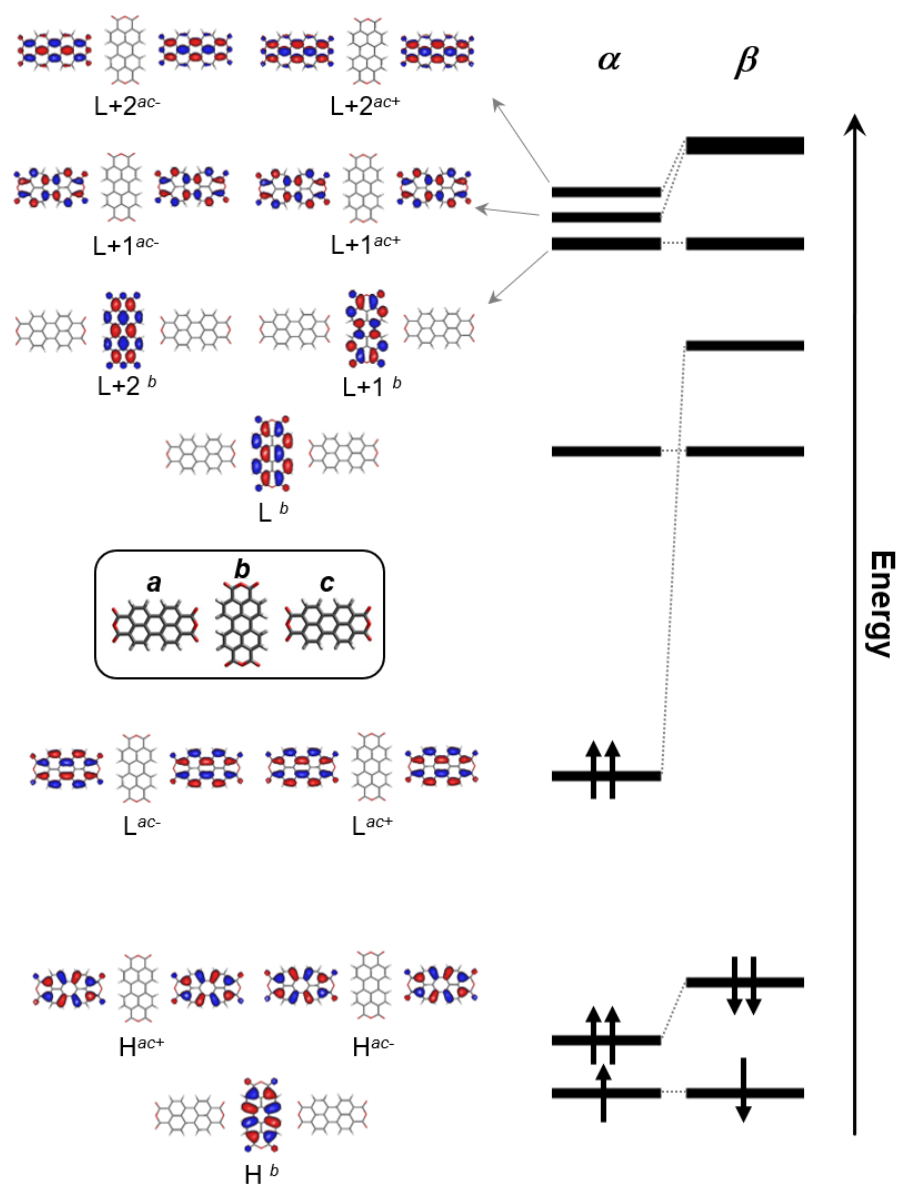 α β
L+2ac- L+2ac+
L+1ac- L+1ac+
L+2 b L+1 b
L b
a b c
Energy
Lac- Lac+
Hac+ Hac-
H b